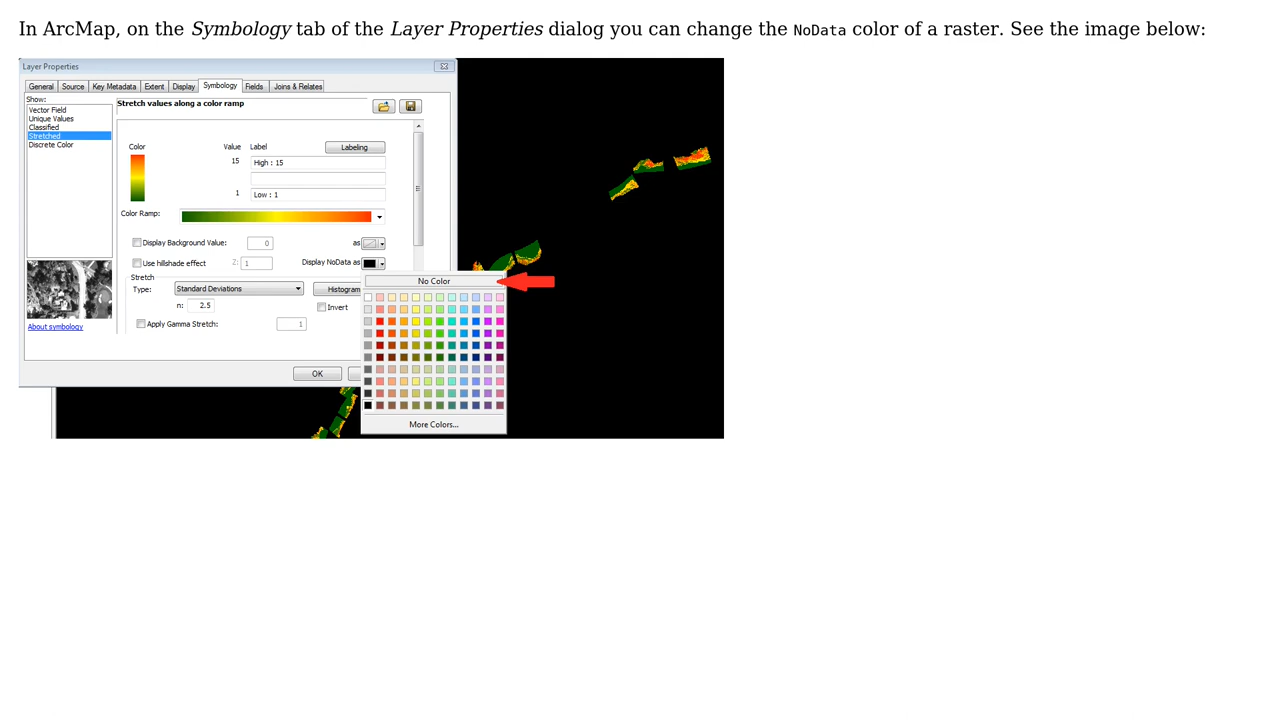 In ArcMap, on the Symbology tab of the Layer Properties dialog you can change the NoData color of a raster. See the image below:
Layer Properties
General Source Key Metadata Extent Display Symbology Fields Joins & Relates
Show:
Vector Field
Unique Values
Classified
Stretched
Discrete Color
About symbology
Stretch values along a color ramp
Color Value Label Labeling
15 High : 15
1 Low : 1
Color Ramp:
Display Background Value: 0 as
Use hillshade effect Z: 1 Display NoData as
Stretch
Type: Standard Deviations Histogram
n: 2.5 Invert
Apply Gamma Stretch: 1
OK
No Color
More Colors...